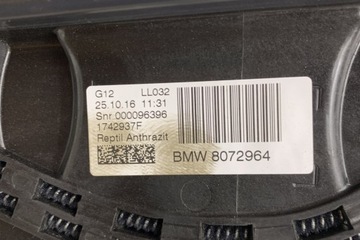 G12 LL032
25.10.16 11:31
Snr.000096396
1742937F
Reptil Anthrazit
BMW 8072964